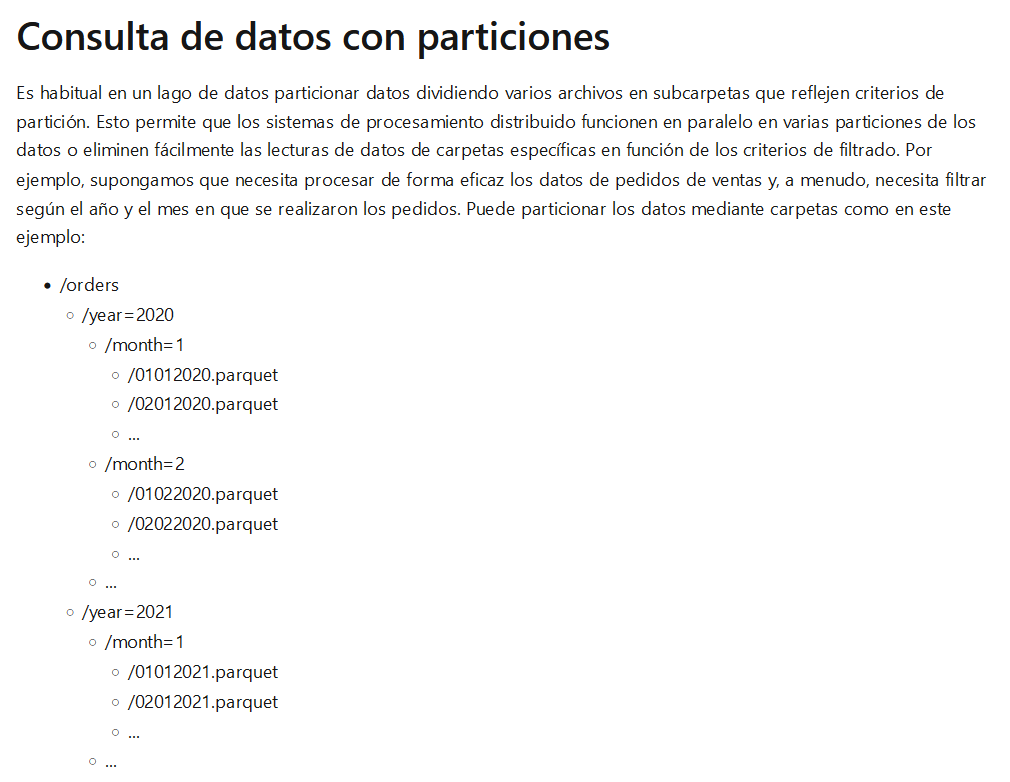 Consulta de datos con particiones
Es habitual en un lago de datos particionar datos dividiendo varios archivos en subcarpetas que reflejen criterios de
partición. Esto permite que los sistemas de procesamiento distribuido funcionen en paralelo en varias particiones de los
datos o eliminen fácilmente las lecturas de datos de carpetas específicas en función de los criterios de filtrado. Por
ejemplo, supongamos que necesita procesar de forma eficaz los datos de pedidos de ventas y, a menudo, necesita filtrar
según el año y el mes en que se realizaron los pedidos. Puede particionar los datos mediante carpetas como en este
ejemplo:
• /orders
○ /year=2020
○ /month=1
○ /01012020.parquet
○ /02012020.parquet
○ ...
○ /month=2
○ /01022020.parquet
○ /02022020.parquet
○ ...
○ ...
○ /year=2021
○ /month=1
○ /01012021.parquet
○ /02012021.parquet
○ ...
○ ...